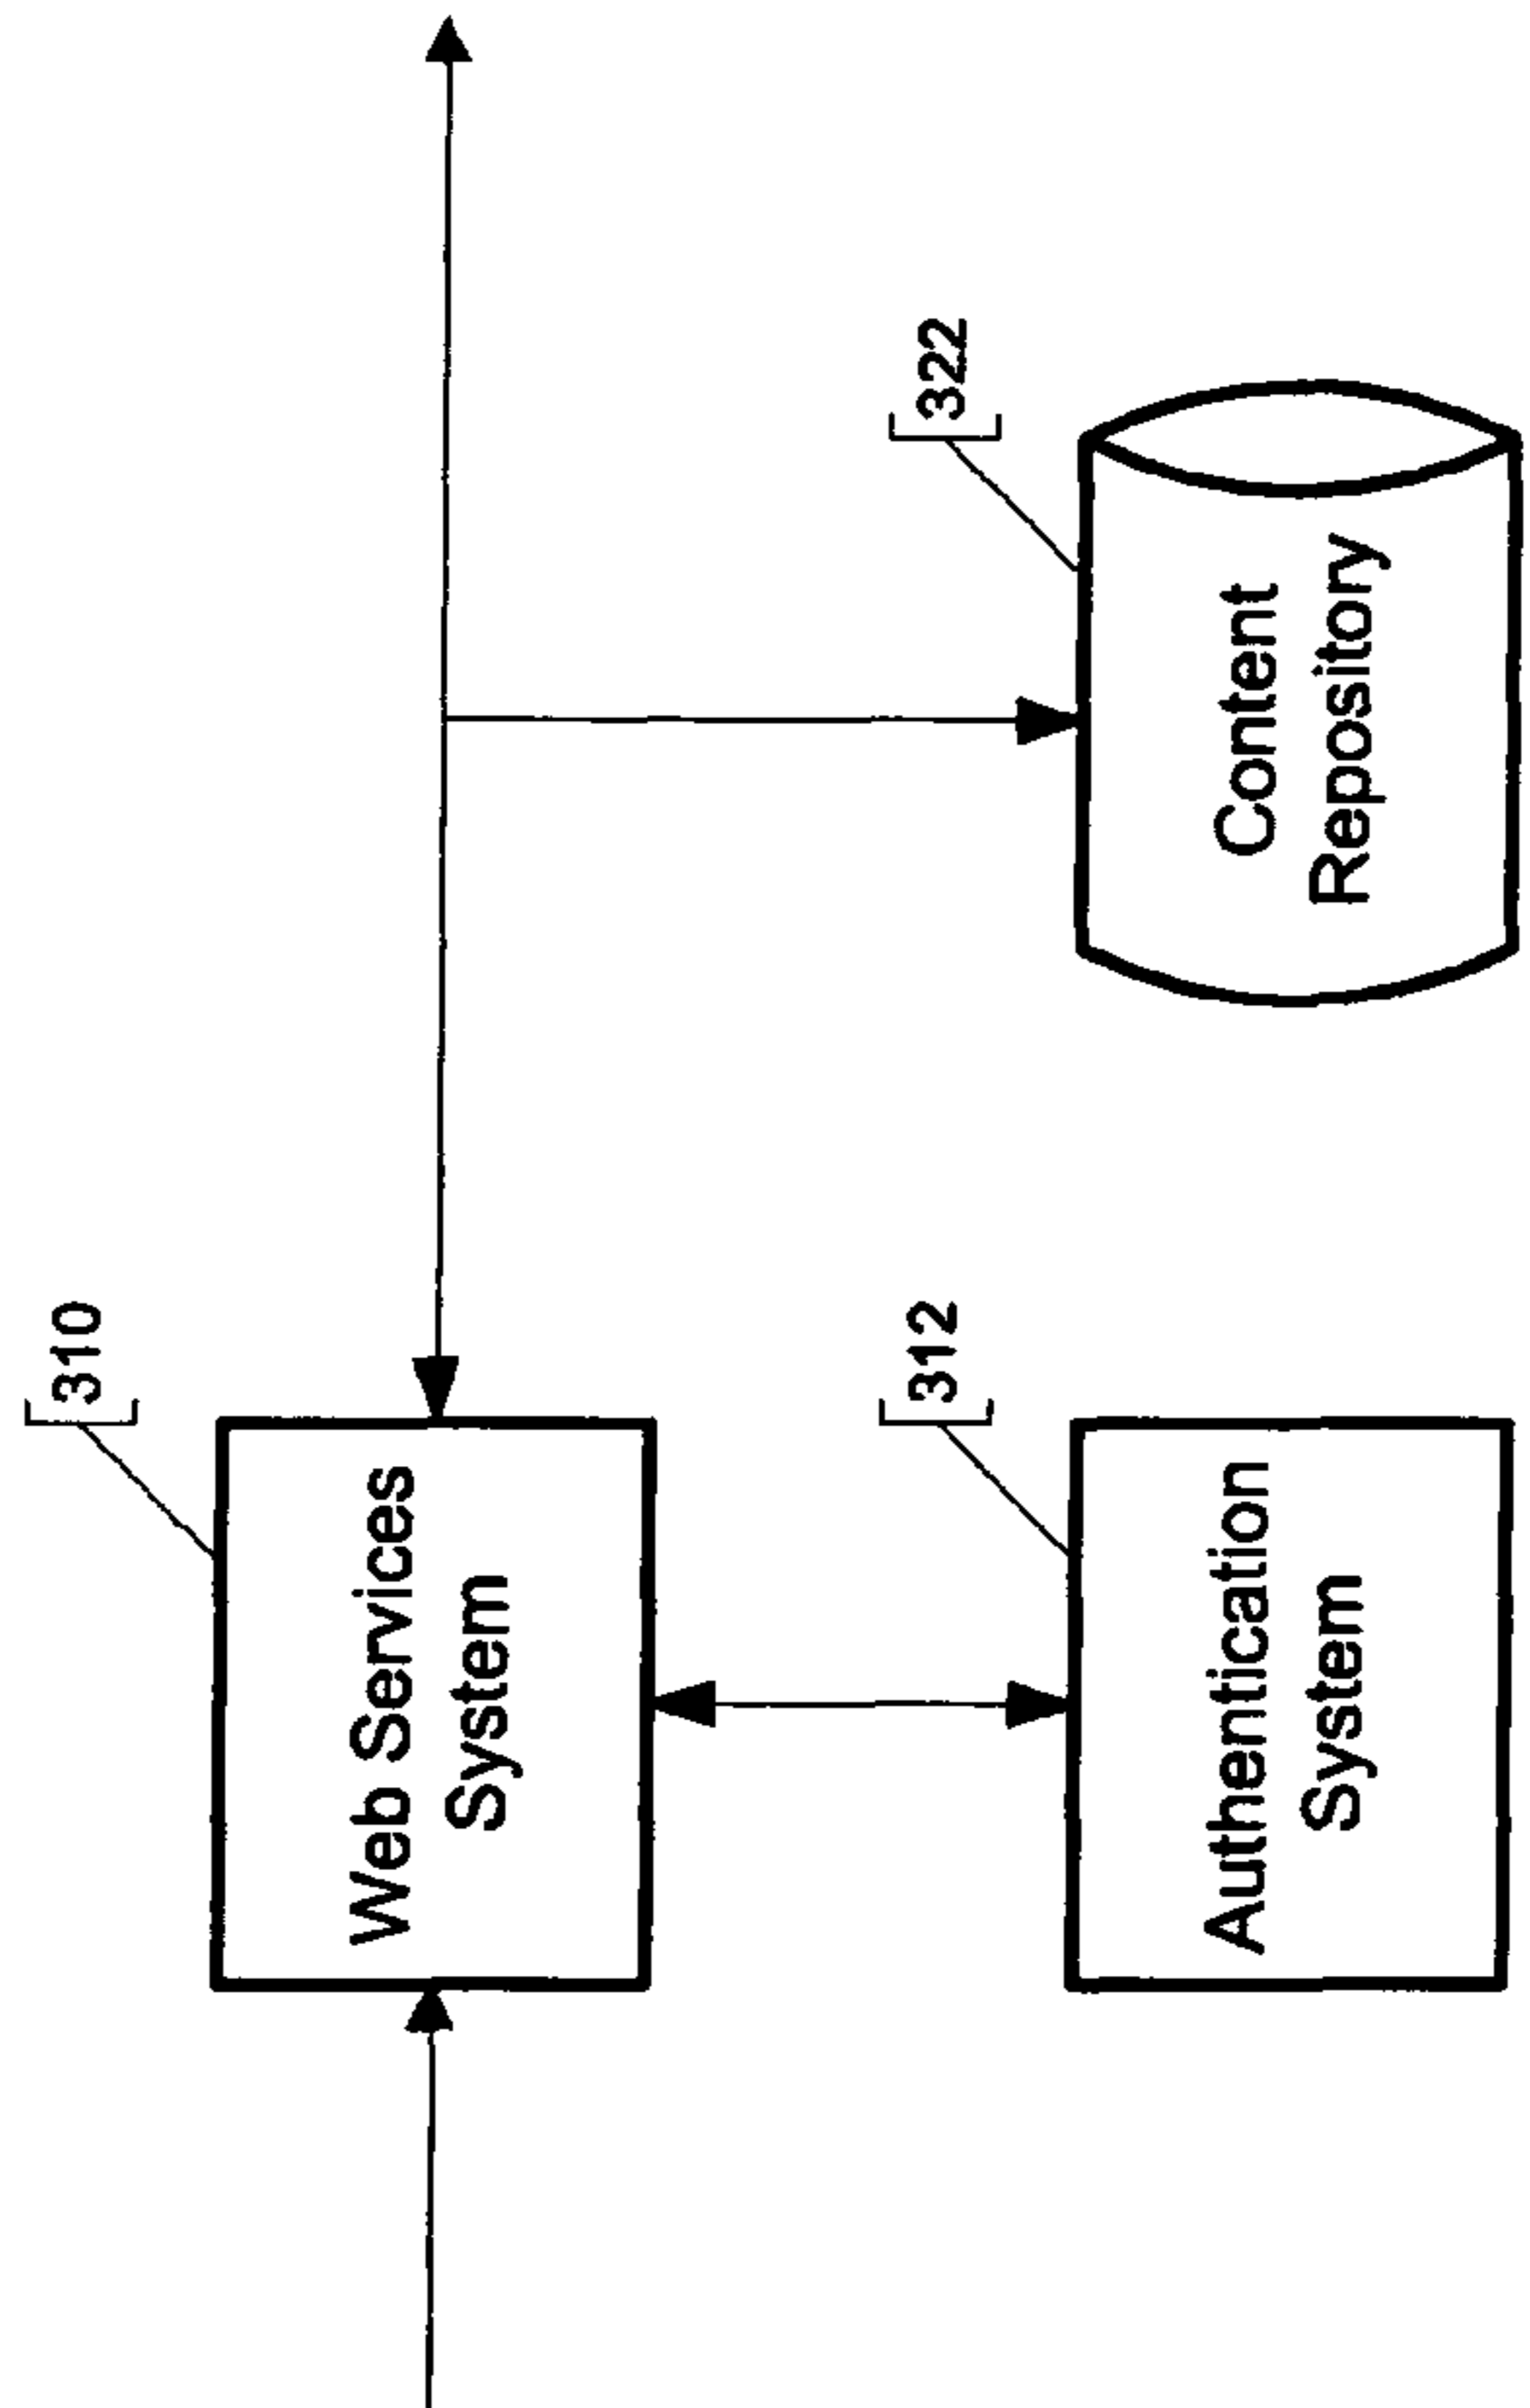 310
Web Services
System
322
312
Content
Repository
Authentication
System